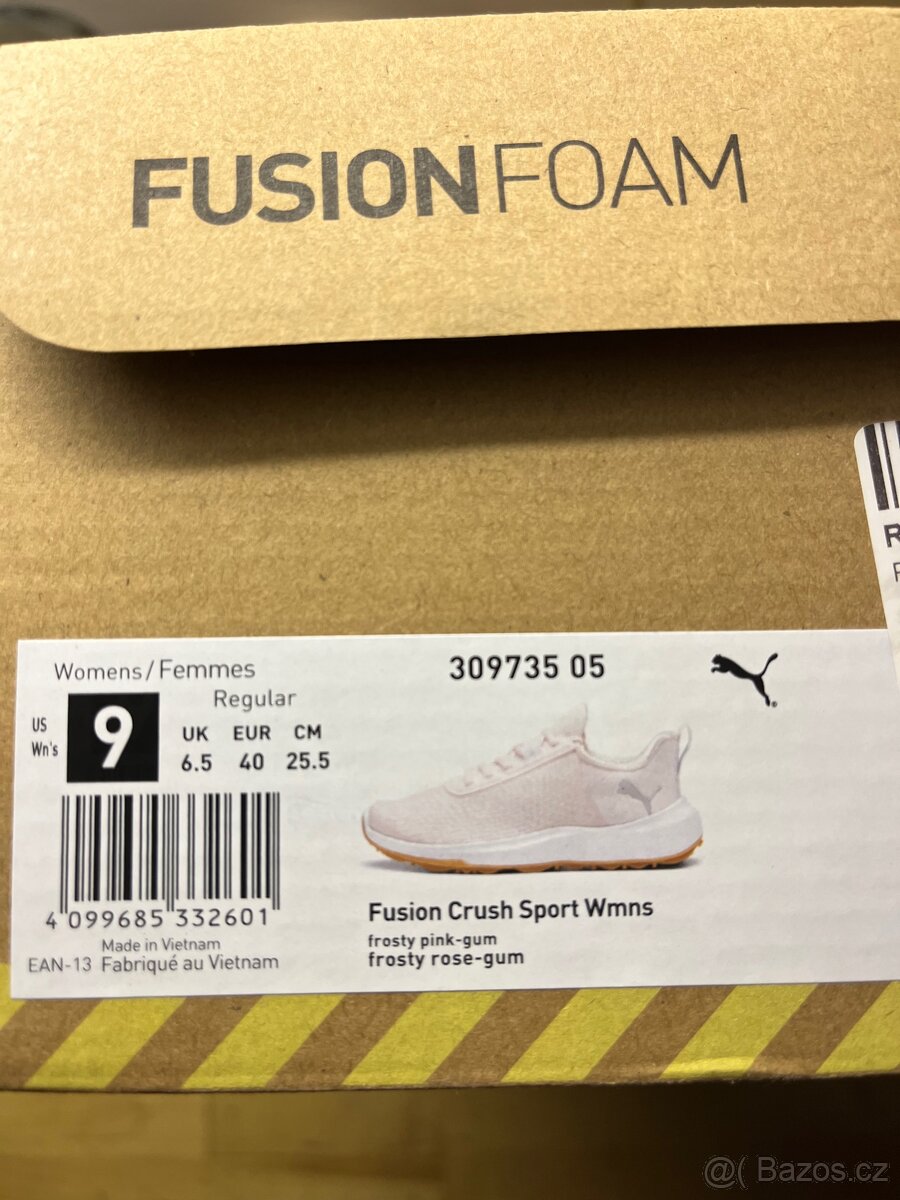 FUSION FOAM
Womens/Femmes
Regular
309735 05
US
Wn's
9
UK EUR CM
6.5 40 25.5
4 099685 332601
Made in Vietnam
EAN-13 Fabriqué au Vietnam
Fusion Crush Sport Wmns
frosty pink-gum
frosty rose-gum
R
@( Bazos.cz